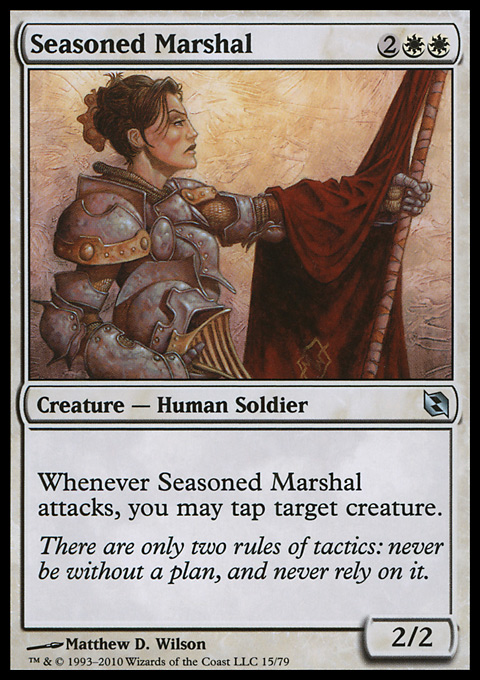 Seasoned Marshal 2
Creature — Human Soldier
Whenever Seasoned Marshal
attacks, you may tap target creature.
There are only two rules of tactics: never
be without a plan, and never rely on it.
Matthew D. Wilson
2/2
™ & © 1993–2010 Wizards of the Coast LLC 15/79